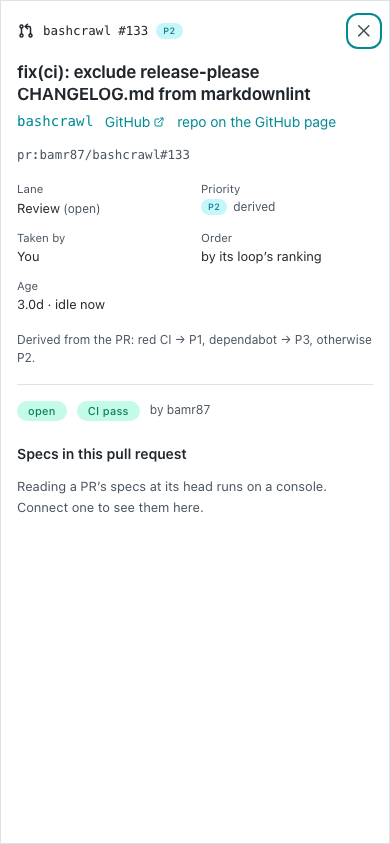 bashcrawl #133 P2
fix(ci): exclude release-please
CHANGELOG.md from markdownlint
bashcrawl GitHub repo on the GitHub page
pr:bamr87/bashcrawl#133
Lane Priority
Review (open) P2 derived
Taken by Order
You by its loop’s ranking
Age
3.0d · idle now
Derived from the PR: red CI → P1, dependabot → P3, otherwise
P2.
open CI pass by bamr87
Specs in this pull request
Reading a PR’s specs at its head runs on a console.
Connect one to see them here.